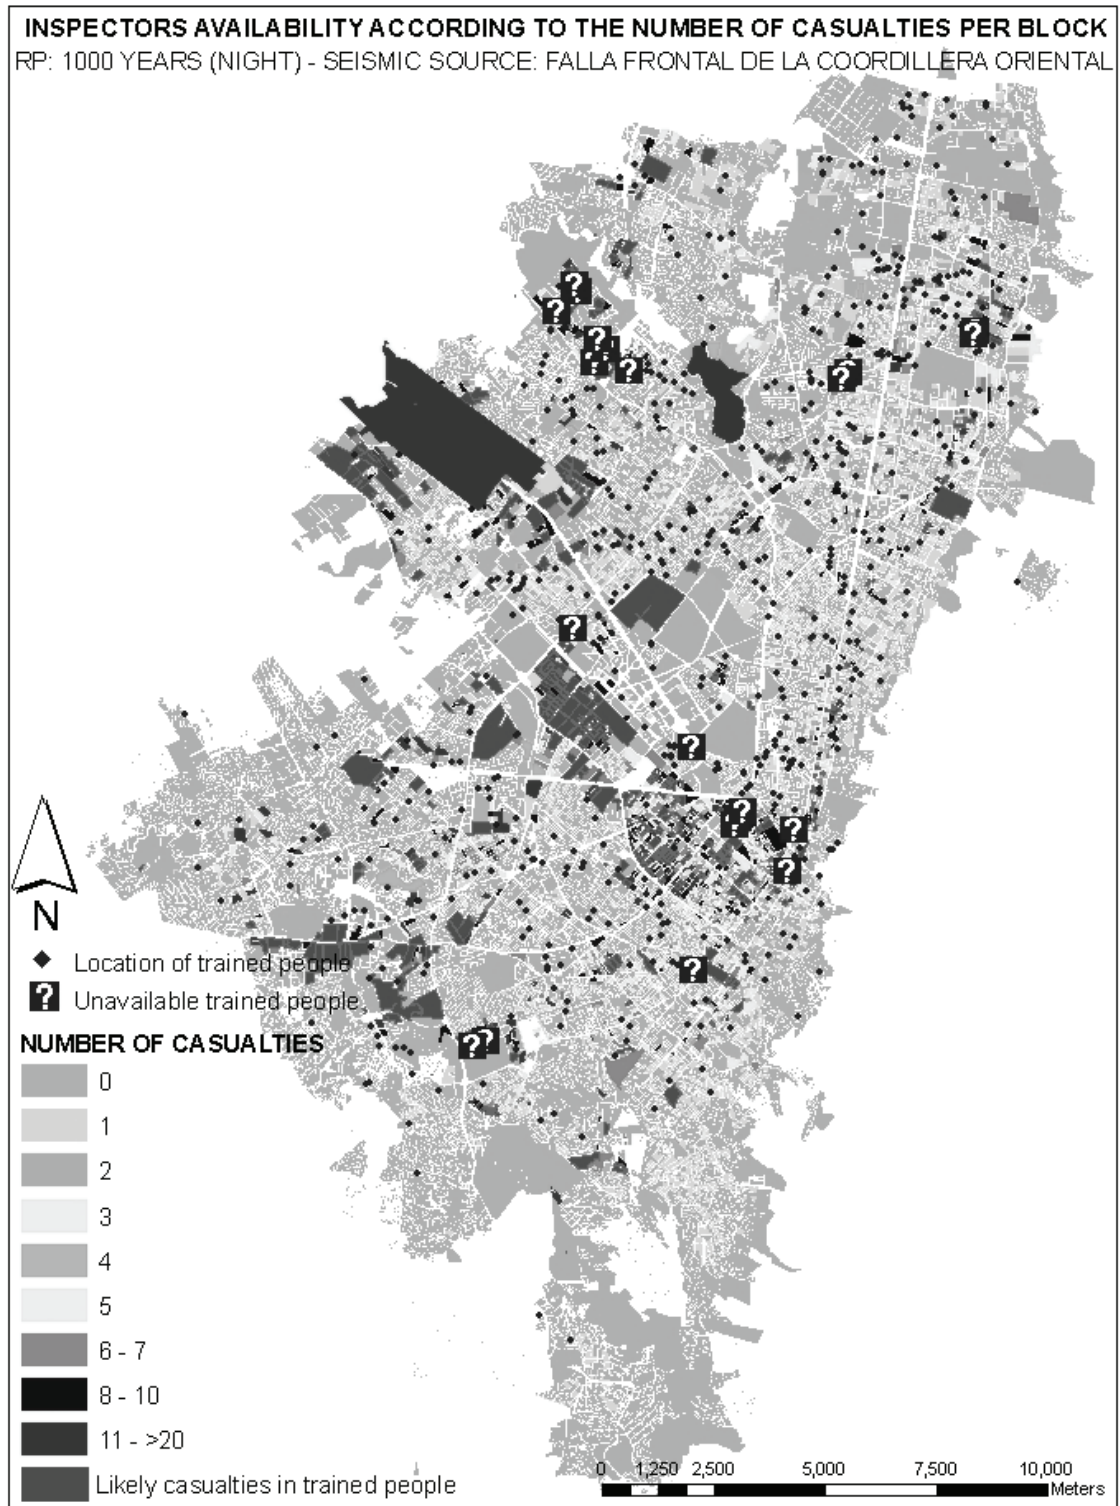 INSPECTORS AVAILABILITY ACCORDING TO THE NUMBER OF CASUALTIES PER BLOCK
RP: 1000 YEARS (NIGHT) - SEISMIC SOURCE: FALLA FRONTAL DE LA COORDILLERA ORIENTAL
?
?
?
?
?
?
?
?
?
?
?
?
?
?
??
N
Location of trained people
? Unavailable trained people
NUMBER OF CASUALTIES
0
1
2
3
4
5
6 - 7
8 - 10
11 - >20
Likely casualties in trained people
0 1,250 2,500 5,000 7,500 10,000
Meters